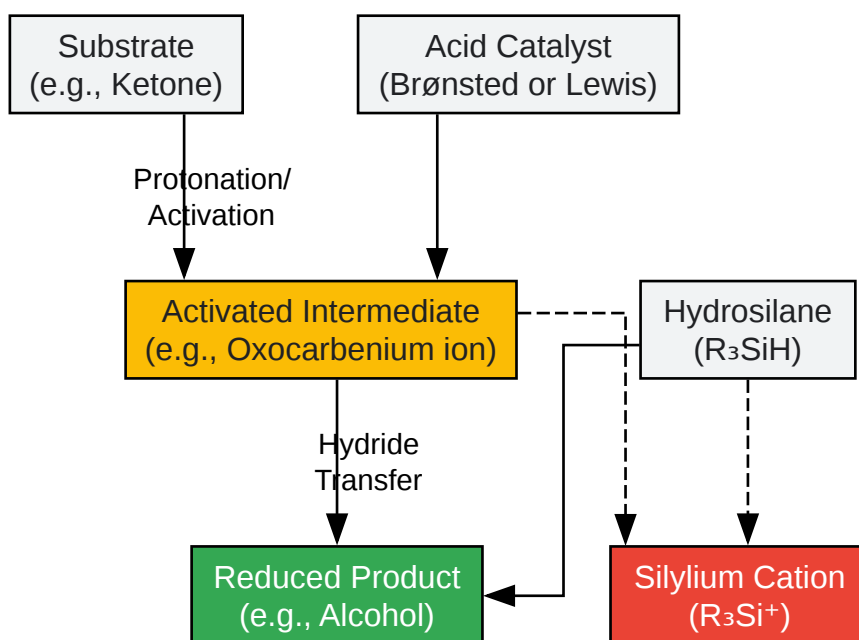 Substrate
(e.g., Ketone)
Acid Catalyst
(Brønsted or Lewis)
Protonation/
Activation
Activated Intermediate
(e.g., Oxocarbenium ion)
Hydrosilane
(R₃SiH)
Hydride
Transfer
Reduced Product
(e.g., Alcohol)
Silylium Cation
(R₃Si⁺)